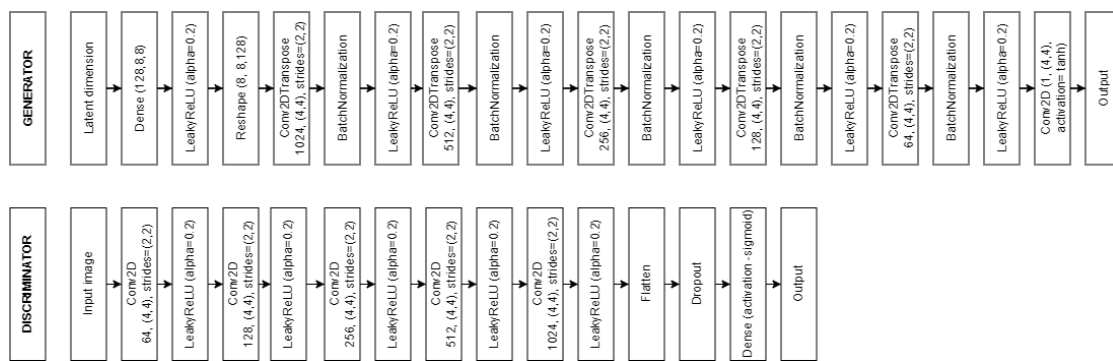 GENERATOR
Latent dimension
Dense (128,8,8)
LeakyReLU (alpha=0.2)
Reshape (8, 8,128)
Conv2DTranspose
1024, (4,4), strides=(2,2)
BatchNormalization
LeakyReLU (alpha=0.2)
Conv2DTranspose
512, (4,4), strides=(2,2)
BatchNormalization
LeakyReLU (alpha=0.2)
Conv2DTranspose
256, (4,4), strides=(2,2)
BatchNormalization
LeakyReLU (alpha=0.2)
Conv2DTranspose
128, (4,4), strides=(2,2)
BatchNormalization
LeakyReLU (alpha=0.2)
Conv2DTranspose
64, (4,4), strides=(2,2)
BatchNormalization
LeakyReLU (alpha=0.2)
Conv2D (1, (4,4),
activation= tanh)
Output
DISCRIMINATOR
Input image
Conv2D
64, (4,4), strides=(2,2)
LeakyReLU (alpha=0.2)
Conv2D
128, (4,4), strides=(2,2)
LeakyReLU (alpha=0.2)
Conv2D
256, (4,4), strides=(2,2)
LeakyReLU (alpha=0.2)
Conv2D
512, (4,4), strides=(2,2)
LeakyReLU (alpha=0.2)
Conv2D
1024, (4,4), strides=(2,2)
LeakyReLU (alpha=0.2)
Flatten
Dropout
Dense (activation - sigmoid)
Output